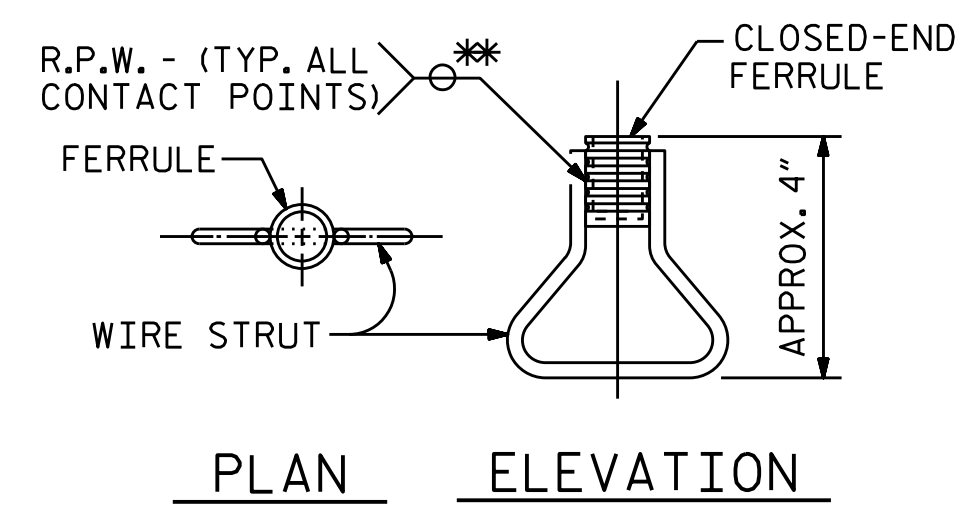 R.P.W. - (TYP. ALL
CONTACT POINTS)
**
CLOSED-END
FERRULE
FERRULE
APPROX. 4"
WIRE STRUT
PLAN
ELEVATION